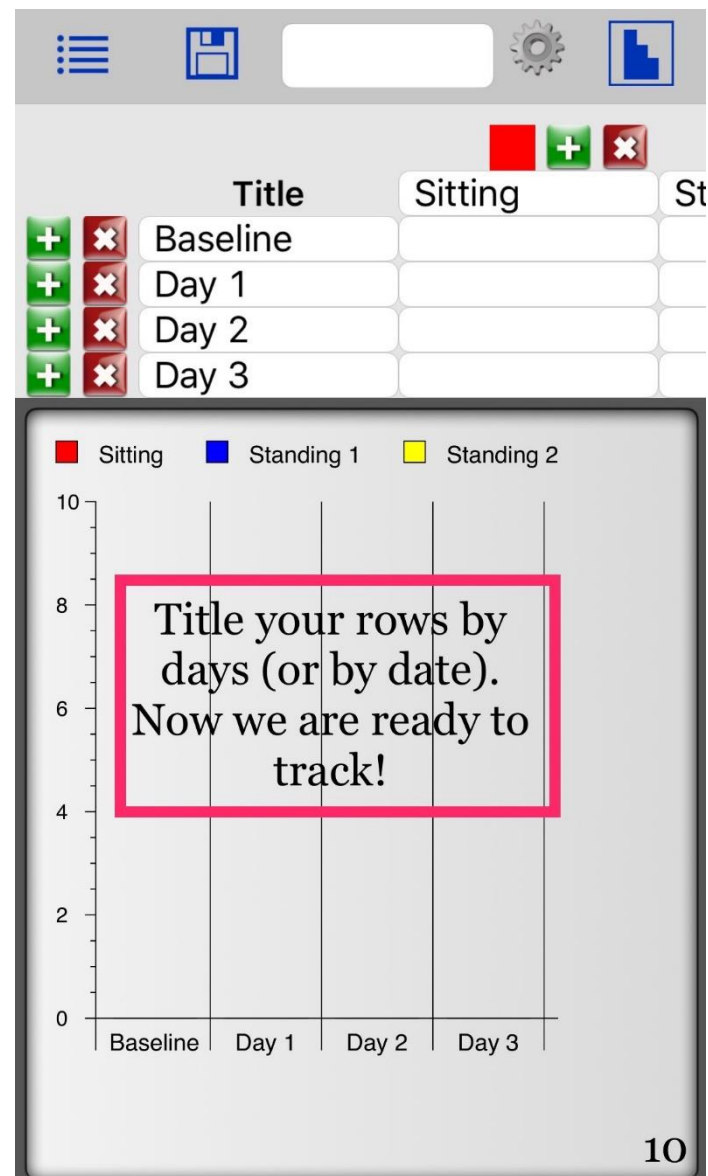 Title Sitting St
Baseline
Day 1
Day 2
Day 3
Sitting Standing 1 Standing 2
10
8
Title your rows by
days (or by date).
6
Now we are ready to
track!
4
2
0
Baseline Day 1 Day 2 Day 3
10